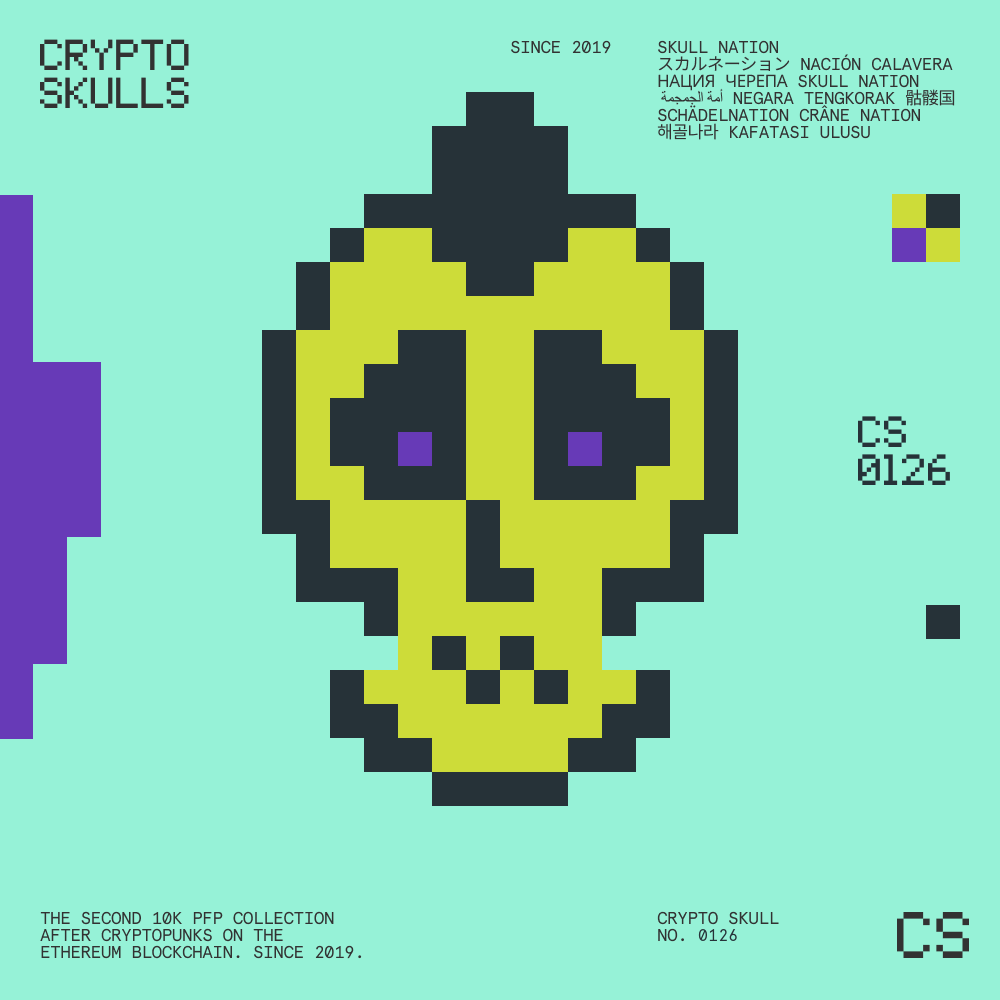 CRYPTO
SKULLS
SINCE 2019
SKULL NATION
スカルネーション NACIÓN CALAVERA
НАЦИЯ ЧЕРЕПА SKULL NATION
أمة الجمجمة NEGARA TENGKORAK 骷髅国
SCHÄDELNATION CRÂNE NATION
해골나라 KAFATASI ULUSU
CS
0126
THE SECOND 10K PFP COLLECTION
AFTER CRYPTOPUNKS ON THE
ETHEREUM BLOCKCHAIN. SINCE 2019.
CRYPTO SKULL
NO. 0126
CS